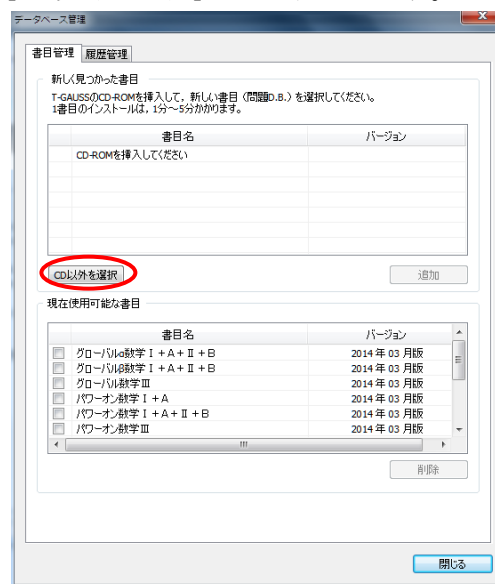 データベース管理
書目管理 履歴管理
新しく見つかった書目
T-GAUSSのCD-ROMを挿入して，新しい書目（問題D.B.）を選択してください。
1書目のインストールは，1分～5分かかります。
書目名 バージョン
CD-ROMを挿入してください
CD以外を選択 追加
現在使用可能な書目
書目名 バージョン
グローバルα数学Ⅰ+A+Ⅱ+B 2014年03月版
グローバルβ数学Ⅰ+A+Ⅱ+B 2014年03月版
グローバル数学Ⅲ 2014年03月版
パワーオン数学Ⅰ+A 2014年03月版
パワーオン数学Ⅰ+A+Ⅱ+B 2014年03月版
パワーオン数学Ⅲ 2014年03月版
削除
閉じる